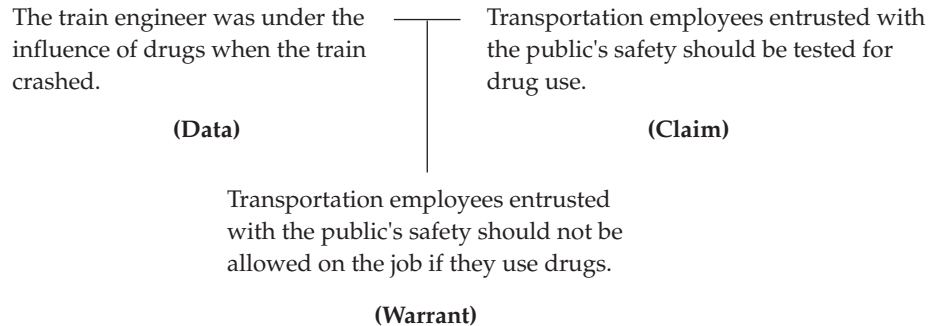 The train engineer was under the
influence of drugs when the train
crashed.
(Data)
Transportation employees entrusted with
the public's safety should be tested for
drug use.
(Claim)
Transportation employees entrusted
with the public's safety should not be
allowed on the job if they use drugs.
(Warrant)